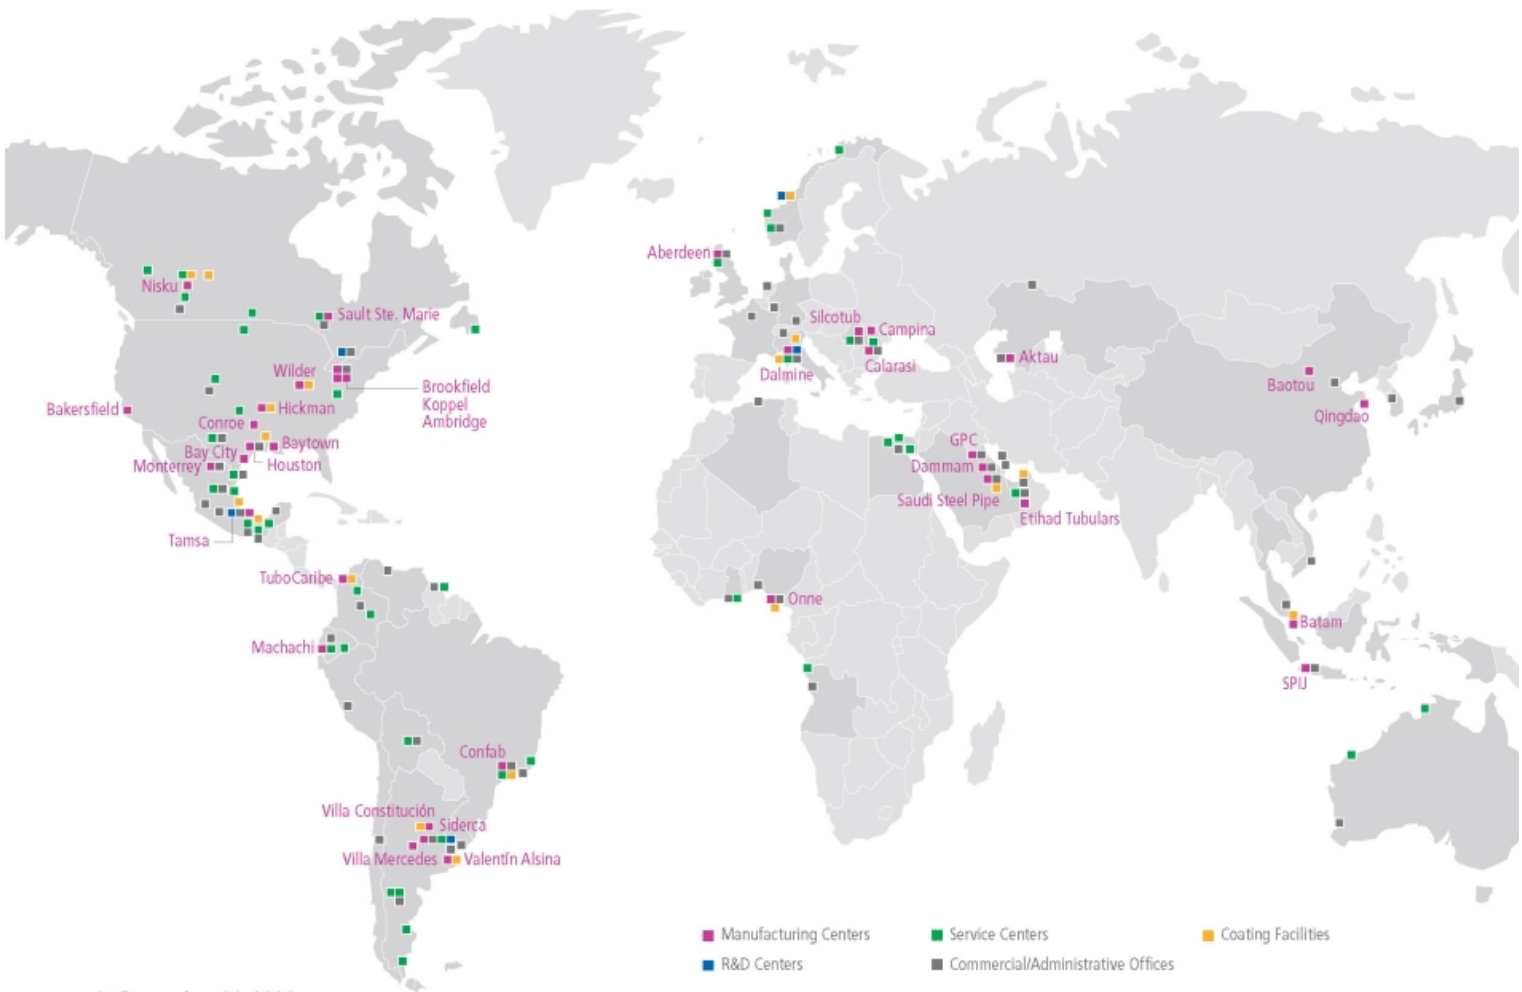 Aberdeen
Nisku
Sault Ste. Marie
Silcotub
Campina
Aktau
Calarasi
Wilder
Dalmine
Baotou
Brookfield
Koppel
Ambridge
Bakersfield
Hickman
Qingdao
Conroe
Baytown
GPC
Bay City
Monterrey
Houston
Dammam
Saudi Steel Pipe
Etihad Tubulars
Tamsa
TuboCaribe
Onne
Batam
Machachi
SPIJ
Confab
Villa Constitución
Siderca
Villa Mercedes
Valentín Alsina
Manufacturing Centers
Service Centers
Coating Facilities
R&D Centers
Commercial/Administrative Offices